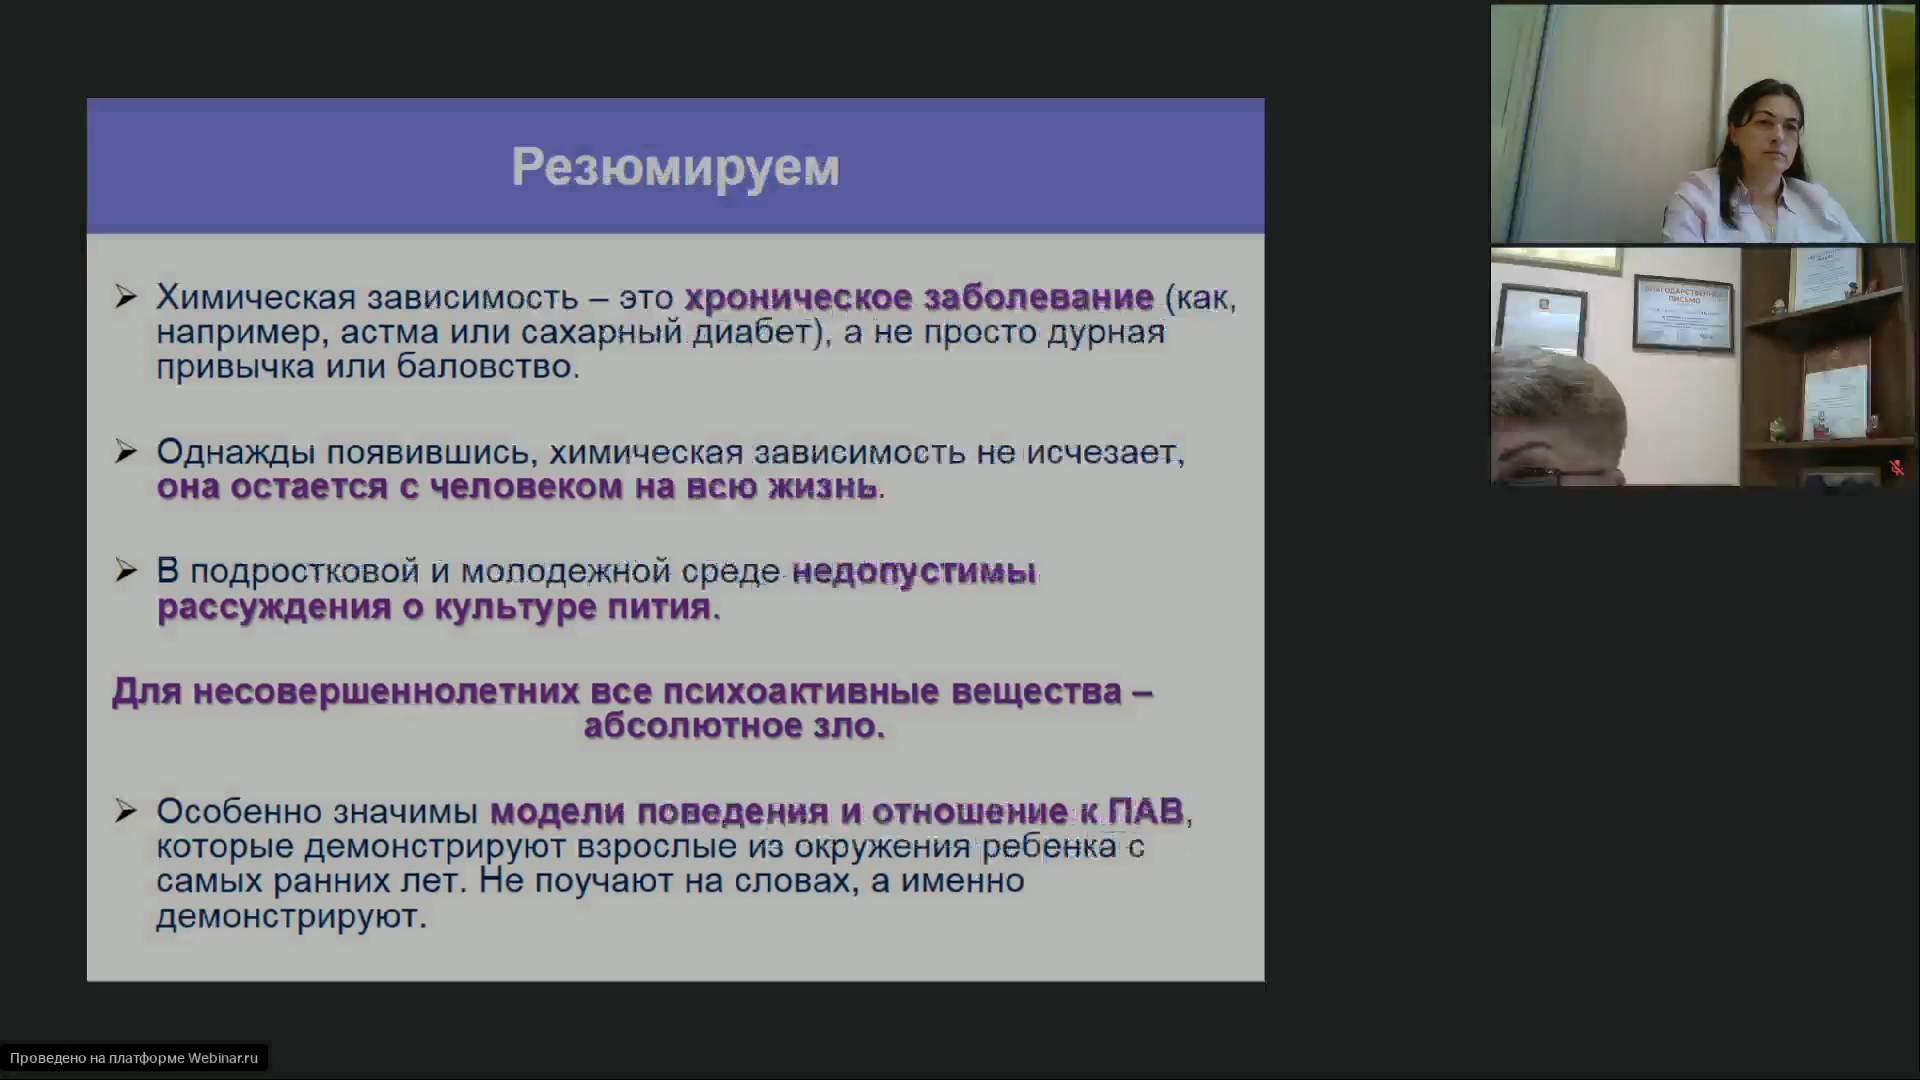 Резюмируем
Химическая зависимость – это хроническое заболевание (как,
например, астма или сахарный диабет), а не просто дурная
привычка или баловство.
Однажды появившись, химическая зависимость не исчезает,
она остается с человеком на всю жизнь.
В подростковой и молодежной среде недопустимы
рассуждения о культуре пития.
Для несовершеннолетних все психоактивные вещества –
абсолютное зло.
Особенно значимы модели поведения и отношение к ПАВ,
которые демонстрируют взрослые из окружения ребенка с
самых ранних лет. Не поучают на словах, а именно
демонстрируют.
БЛАГОДАРСТВЕННОЕ
ПИСЬМО
Проведено на платформе Webinar.ru